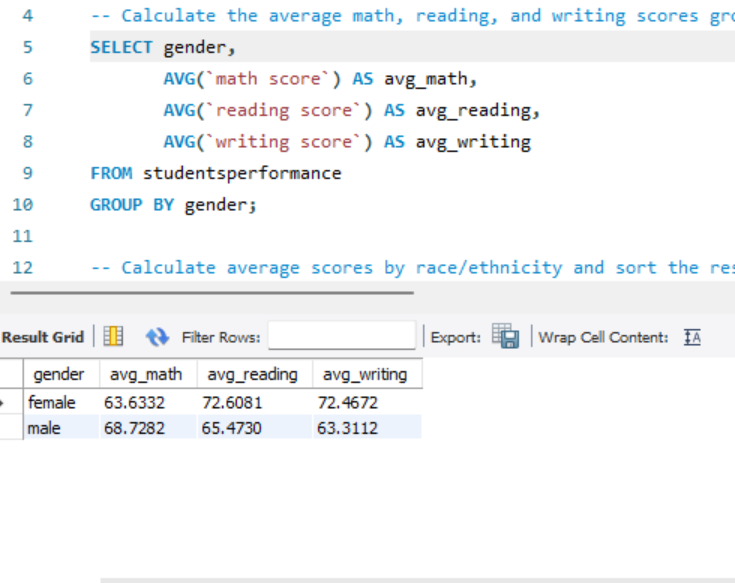 4 -- Calculate the average math, reading, and writing scores
5 SELECT gender,
6 AVG(`math score`) AS avg_math,
7 AVG(`reading score`) AS avg_reading,
8 AVG(`writing score`) AS avg_writing
9 FROM studentsperformance
10 GROUP BY gender;
11
12 -- Calculate average scores by race/ethnicity and sort the
Result Grid Filter Rows: Export: Wrap Cell Content: IA
gender avg_math avg_reading avg_writing
female 63.6332 72.6081 72.4672
male 68.7282 65.4730 63.3112